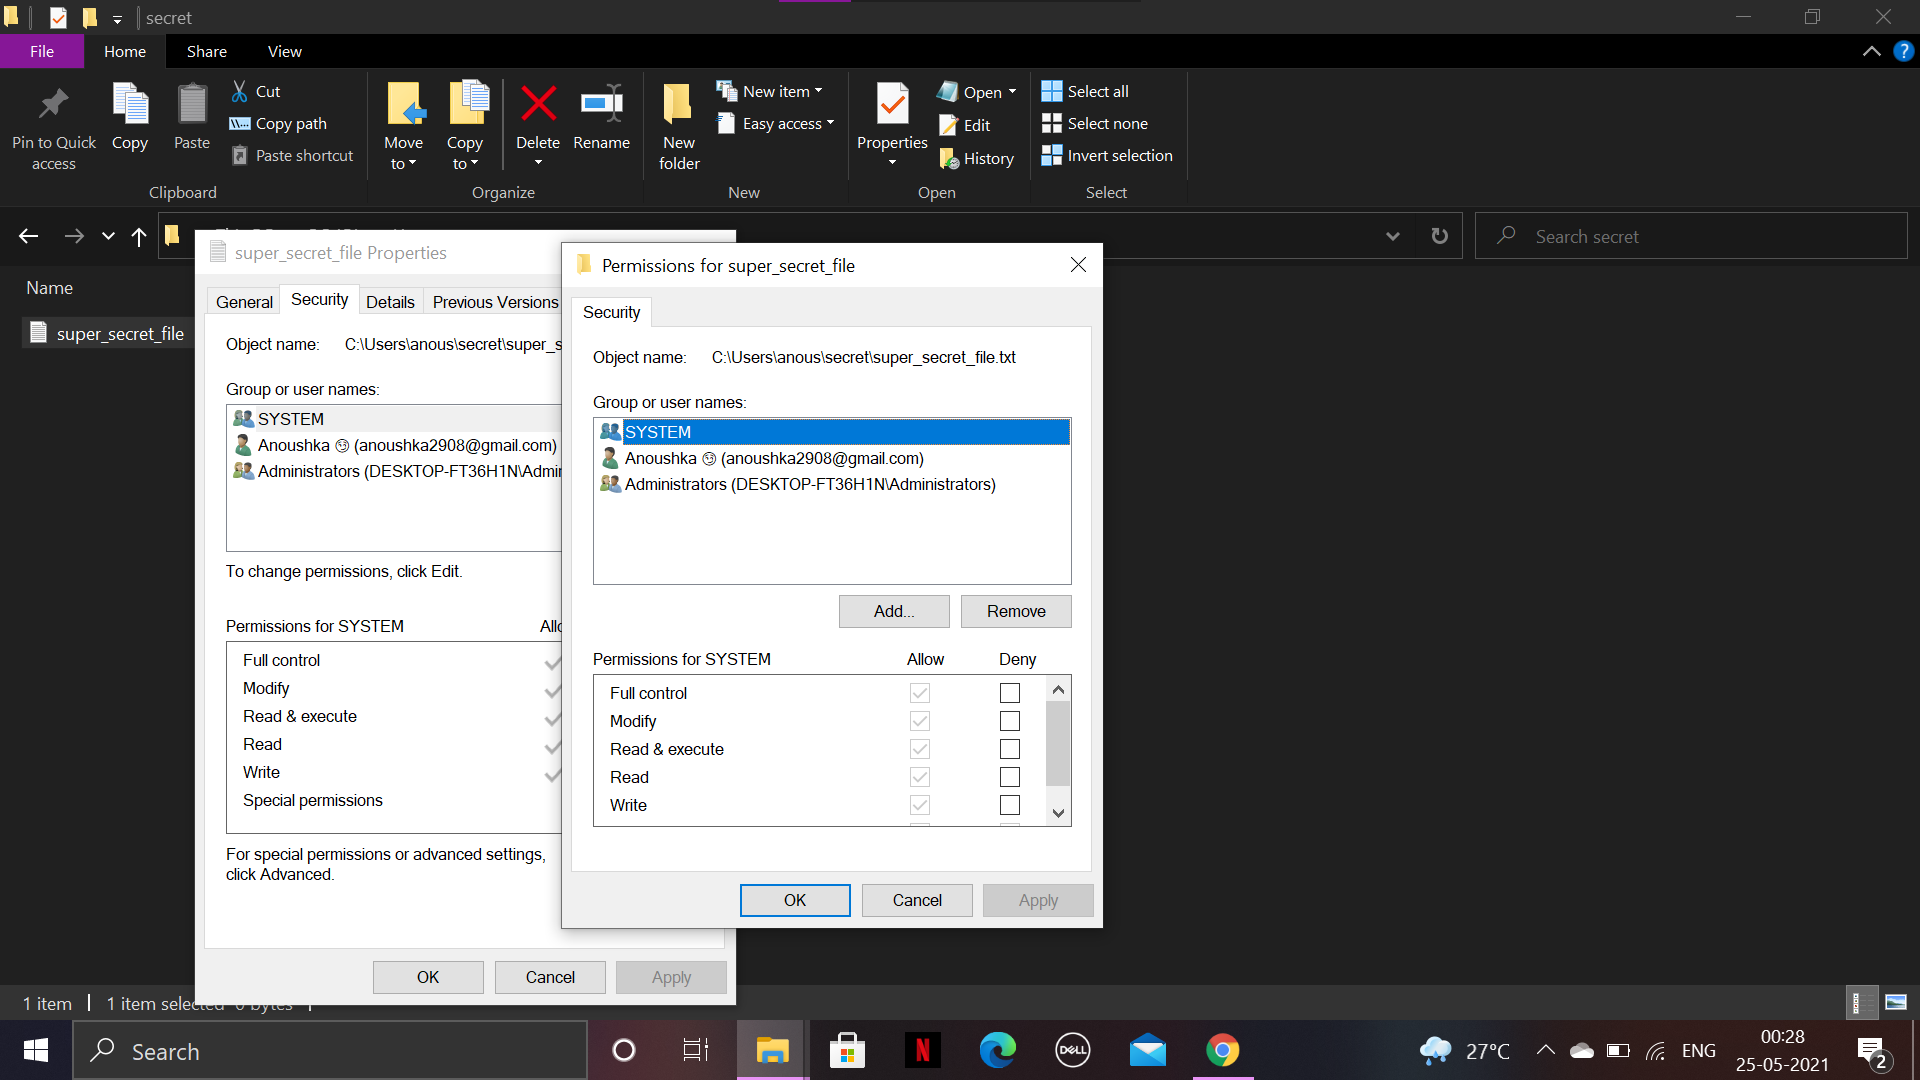 secret
File
Home
Share
View
Pin to Quick access
Copy
Paste
Cut
Copy path
Paste shortcut
Clipboard
Move to
Copy to
Delete
Rename
Organize
New folder
New item
Easy access
New
Properties
Open
Edit
History
Open
Select all
Select none
Invert selection
Select
Search secret
Name
super_secret_file
super_secret_file Properties
General
Security
Details
Previous Versions
Object name: C:\Users\anous\secret\super_s
Group or user names:
SYSTEM
Anoushka (anoushka2908@gmail.com)
Administrators (DESKTOP-FT36H1N\Admin
To change permissions, click Edit.
Permissions for SYSTEM
Full control
Modify
Read & execute
Read
Write
Special permissions
For special permissions or advanced settings,
click Advanced.
OK
Cancel
Apply
Permissions for super_secret_file
Security
Object name: C:\Users\anous\secret\super_secret_file.txt
Group or user names:
SYSTEM
Anoushka (anoushka2908@gmail.com)
Administrators (DESKTOP-FT36H1N\Administrators)
Add...
Remove
Permissions for SYSTEM Allow Deny
Full control
Modify
Read & execute
Read
Write
OK
Cancel
Apply
1 item
1 item selected 0 bytes
Search
N
DELL
27°C
ENG
00:28
25-05-2021
2